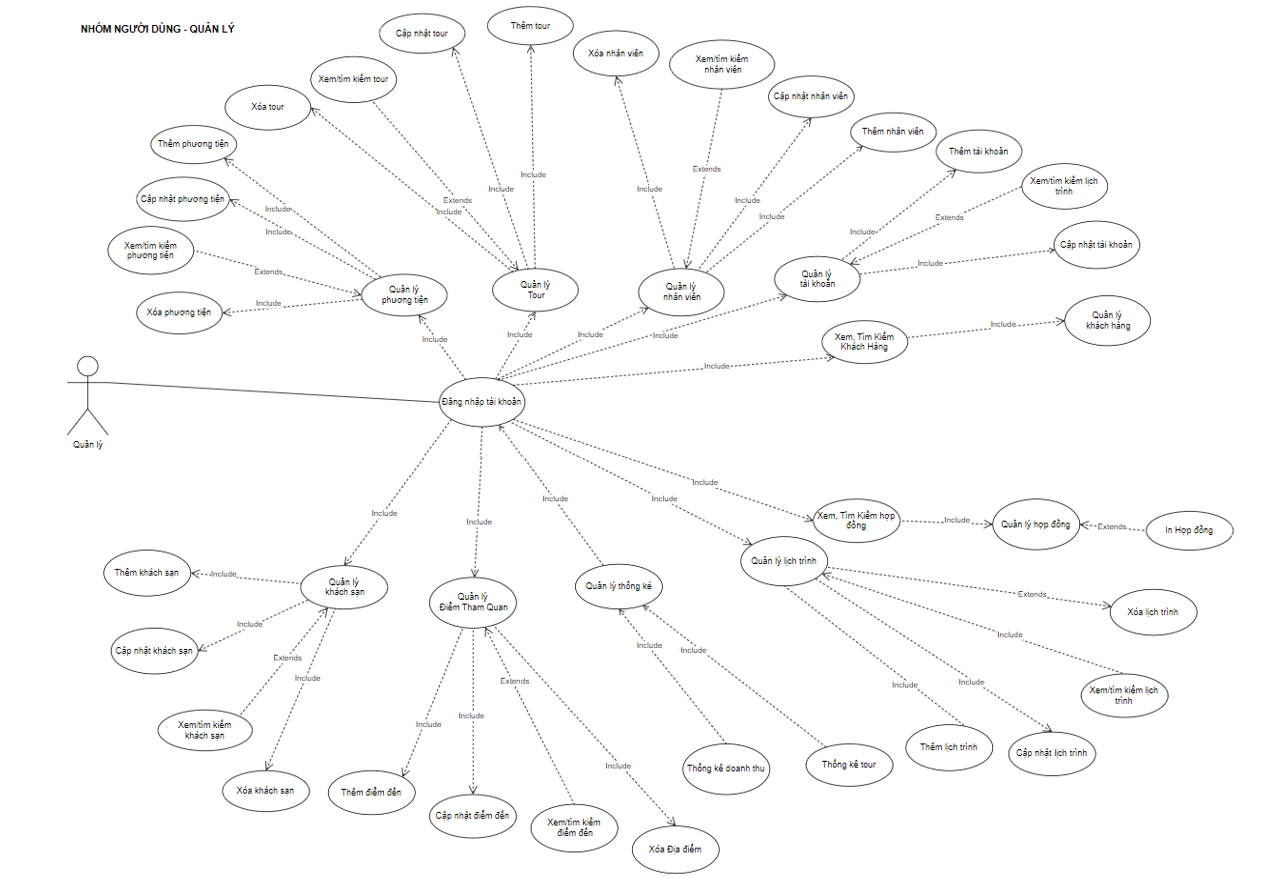 NHÓM NGƯỜI DÙNG - QUẢN LÝ
Cập nhật tour
Thêm tour
Xóa nhân viên
Xem/tìm kiếm
nhân viên
Xem/tìm kiếm tour
Cập nhật nhân viên
Xóa tour
Thêm nhân viên
Thêm phương tiện
Thêm tài khoản
Include
Extends
Include
Include
Xem/tìm kiếm lịch
trình
Cập nhật phương tiện
Include
Extends
Include
Include
Include
Include
Extends
Include
Include
Xem/tìm kiếm
phương tiện
Cập nhật tài khoản
Extends
Include
Quản lý
phương tiện
Quản lý
Tour
Quản lý
nhân viên
Quản lý
tài khoản
Xóa phương tiện
Include
Quản lý
khách hàng
Include
Include
Include
Include
Include
Xem, Tìm Kiếm
Khách Hàng
Include
Đăng nhập tài khoản
Quản lý
Include
Include
Include
Include
Include
Xem, Tìm Kiếm hợp
đồng
Include
Quản lý hợp đồng
Extends
In Hợp đồng
Quản lý lịch trình
Thêm khách sạn
Include
Quản lý
khách sạn
Quản lý
Điểm Tham Quan
Quản lý thống kê
Extends
Xóa lịch trình
Include
Include
Include
Include
Cập nhật khách sạn
Extends
Include
Extends
Include
Include
Xem/tìm kiếm lịch
trình
Include
Include
Include
Xem/tìm kiếm
khách sạn
Thêm lịch trình
Cập nhật lịch trình
Thống kê doanh thu
Thống kê tour
Xóa khách sạn
Thêm điểm đến
Cập nhật điểm đến
Xem/tìm kiếm
điểm đến
Xóa Địa điểm